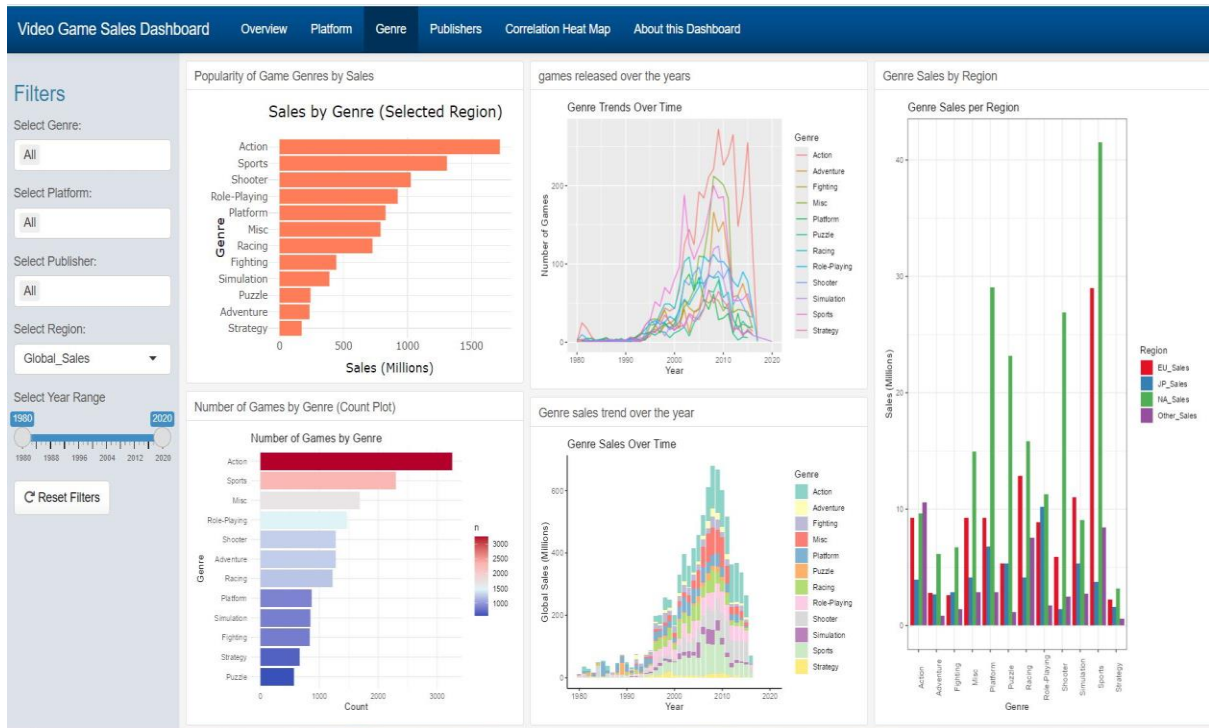 Video Game Sales Dashboard
Overview
Platform
Genre
Publishers
Correlation Heat Map
About this Dashboard
Filters
Select Genre:
All
Select Platform:
All
Select Publisher:
All
Select Region:
Global_Sales
Select Year Range
1980
2020
1980 1988 1996 2004 2012 2020
Reset Filters
Popularity of Game Genres by Sales
Sales by Genre (Selected Region)
Genre
Action
Sports
Shooter
Role-Playing
Platform
Misc
Racing
Fighting
Simulation
Puzzle
Adventure
Strategy
0 500 1000 1500
Sales (Millions)
games released over the years
Genre Trends Over Time
Number of Games
200
100
0
1980 1990 2000 2010 2020
Year
Genre
Action
Adventure
Fighting
Misc
Platform
Puzzle
Racing
Role-Playing
Shooter
Simulation
Sports
Strategy
Genre Sales by Region
Genre Sales per Region
Sales (Millions)
40
30
20
10
0
Action
Adventure
Fighting
Misc
Platform
Puzzle
Racing
Role-Playing
Shooter
Simulation
Sports
Strategy
Genre
Region
EU_Sales
JP_Sales
NA_Sales
Other_Sales
Number of Games by Genre (Count Plot)
Number of Games by Genre
Genre
Action
Sports
Misc
Role-Playing
Shooter
Adventure
Racing
Platform
Simulation
Fighting
Strategy
Puzzle
0 1000 2000 3000
Count
n
3000
2500
2000
1500
1000
Genre sales trend over the year
Genre Sales Over Time
Global Sales (Millions)
600
400
200
0
1980 1990 2000 2010 2020
Year
Genre
Action
Adventure
Fighting
Misc
Platform
Puzzle
Racing
Role-Playing
Shooter
Simulation
Sports
Strategy